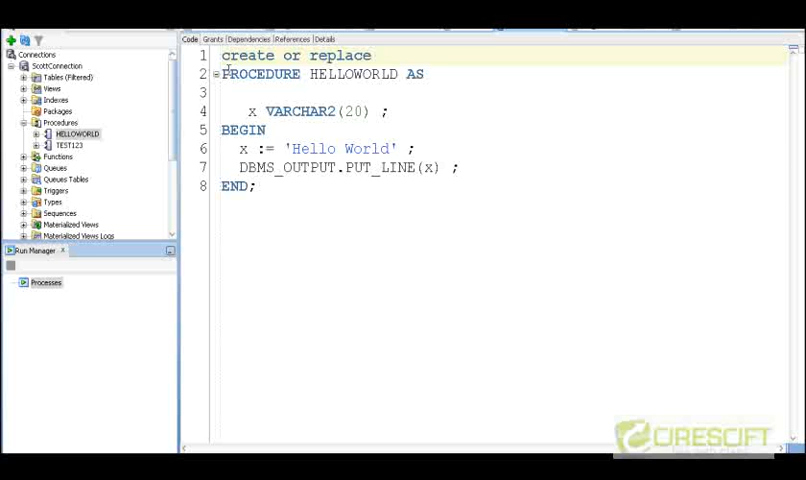 Connections
ScottConnection
Tables (Filtered)
Views
Indexes
Packages
Procedures
HELLOWORLD
TEST123
Functions
Queues
Queues Tables
Triggers
Types
Sequences
Materialized Views
Materialized Views Logs
Run Manager x
Processes
Code Grants Dependencies References Details
1 create or replace
2 PROCEDURE HELLOWORLD AS
3
4 x VARCHAR2(20) ;
5 BEGIN
6 x := 'Hello World' ;
7 DBMS_OUTPUT.PUT_LINE(x) ;
8 END;